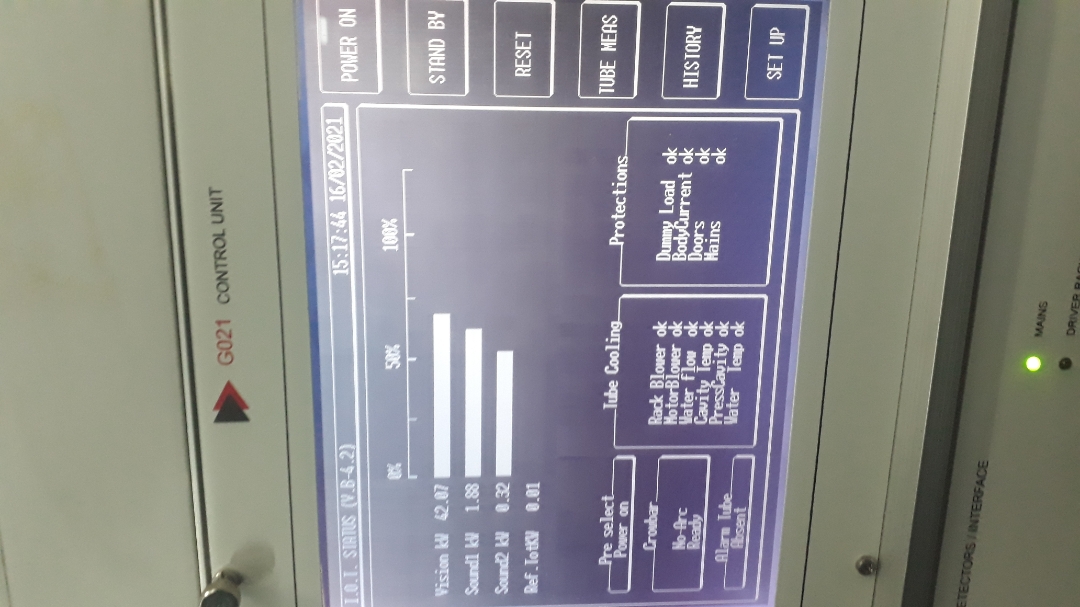 G021 CONTROL UNIT
I.O.T. STATUS (V.B-4.2) 15:17:44 16/02/2021
POWER ON
0% 50% 100%
Vision kW 42.07
STAND BY
Sound1 kW 1.88
Sound2 kW 0.32
RESET
Ref.TotKW 0.01
Pre select
Power on
Crowbar
No-Arc
Ready
Alarm Tube
Absent
Tube Cooling
Rack Blower ok
MotorBlower ok
Water flow ok
Cavity Temp ok
PressCavity ok
Water Temp ok
Protections
Dummy Load ok
BodyCurrent ok
Doors ok
Mains ok
TUBE MEAS
HISTORY
SET UP
ETECTORS / INTERFACE
MAINS
DRIVER